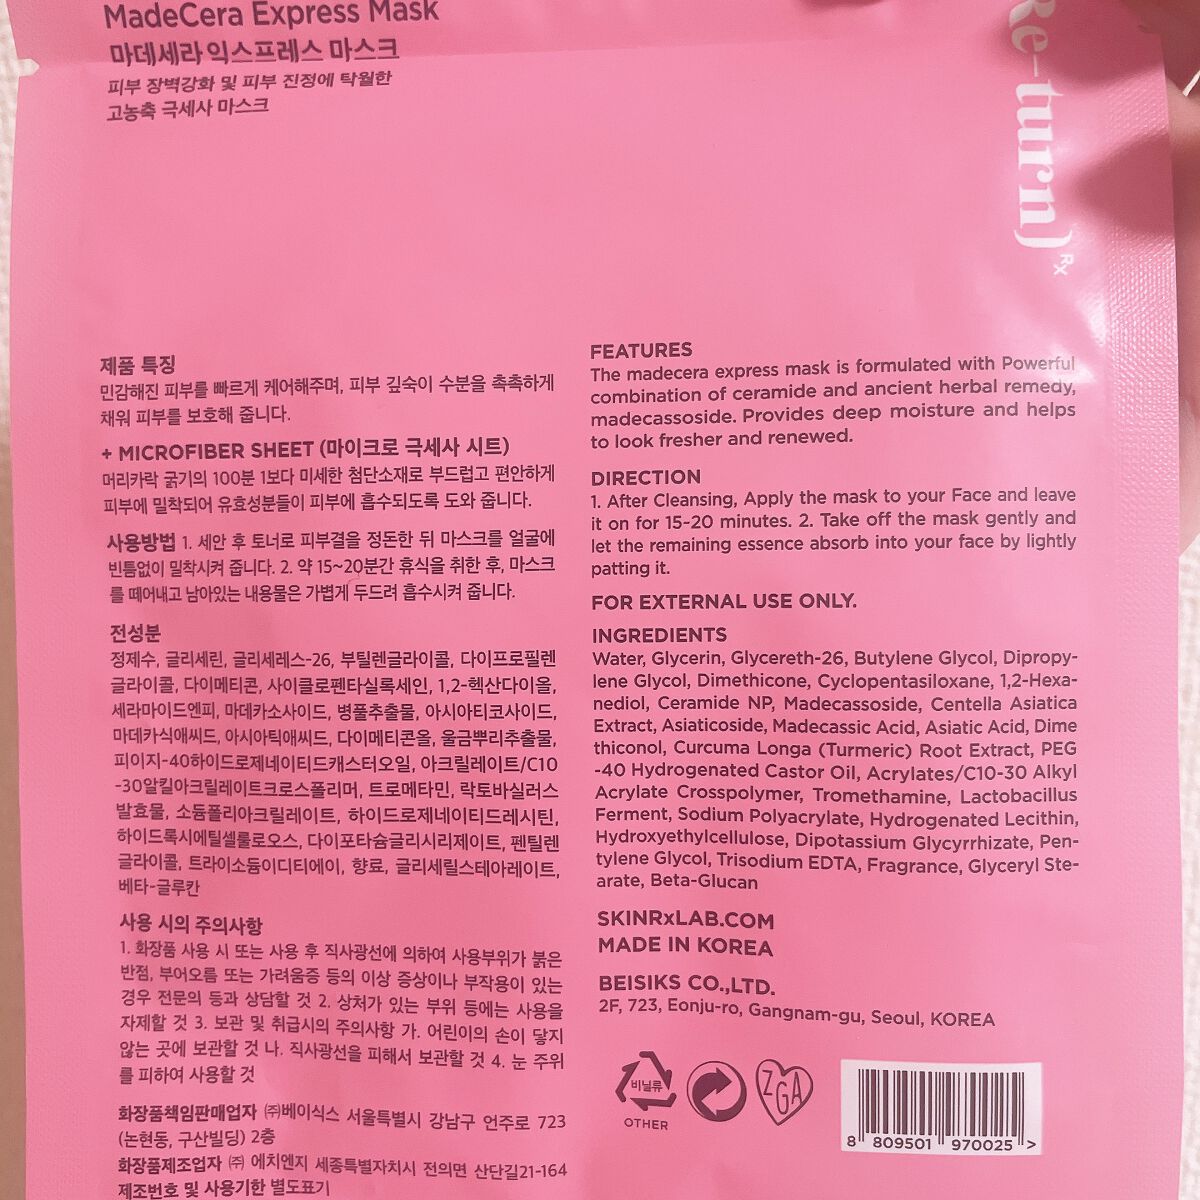 MadeCera Express Mask
마데세라 익스프레스 마스크
피부 장벽강화 및 피부 진정에 탁월한
고농축 극세사 마스크
Re-turn) Rx
제품 특징
민감해진 피부를 빠르게 케어해주며, 피부 깊숙이 수분을 촉촉하게
채워 피부를 보호해 줍니다.
+ MICROFIBER SHEET (마이크로 극세사 시트)
머리카락 굵기의 100분 1보다 미세한 첨단소재로 부드럽고 편안하게
피부에 밀착되어 유효성분들이 피부에 흡수되도록 도와 줍니다.
사용방법 1. 세안 후 토너로 피부결을 정돈한 뒤 마스크를 얼굴에
빈틈없이 밀착시켜 줍니다. 2. 약 15~20분간 휴식을 취한 후, 마스크
를 떼어내고 남아있는 내용물은 가볍게 두드려 흡수시켜 줍니다.
전성분
정제수, 글리세린, 글리세레스-26, 부틸렌글라이콜, 다이프로필렌
글라이콜, 다이메티콘, 사이클로펜타실록세인, 1,2-헥산다이올,
세라마이드엔피, 마데카소사이드, 병풀추출물, 아시아티코사이드,
마데카식애씨드, 아시아틱애씨드, 다이메티콘올, 울금뿌리추출물,
피이지-40하이드로제네이티드캐스터오일, 아크릴레이트/C10
-30알킬아크릴레이트크로스폴리머, 트로메타민, 락토바실러스
발효물, 소듐폴리아크릴레이트, 하이드로제네이티드레시틴,
하이드록시에틸셀룰로오스, 다이포타슘글리시리제이트, 펜틸렌
글라이콜, 트라이소듐이디티에이, 향료, 글리세릴스테아레이트,
베타-글루칸
사용 시의 주의사항
1. 화장품 사용 시 또는 사용 후 직사광선에 의하여 사용부위가 붉은
반점, 부어오름 또는 가려움증 등의 이상 증상이나 부작용이 있는
경우 전문의 등과 상담할 것 2. 상처가 있는 부위 등에는 사용을
자제할 것 3. 보관 및 취급시의 주의사항 가. 어린이의 손이 닿지
않는 곳에 보관할 것 나. 직사광선을 피해서 보관할 것 4. 눈 주위
를 피하여 사용할 것
화장품책임판매업자 ㈜베이식스 서울특별시 강남구 언주로 723
(논현동, 구산빌딩) 2층
화장품제조업자 ㈜ 에치엔지 세종특별자치시 전의면 산단길21-164
제조번호 및 사용기한 별도표기
FEATURES
The madecera express mask is formulated with Powerful
combination of ceramide and ancient herbal remedy,
madecassoside. Provides deep moisture and helps
to look fresher and renewed.
DIRECTION
1. After Cleansing, Apply the mask to your Face and leave
it on for 15-20 minutes. 2. Take off the mask gently and
let the remaining essence absorb into your face by lightly
patting it.
FOR EXTERNAL USE ONLY.
INGREDIENTS
Water, Glycerin, Glycereth-26, Butylene Glycol, Dipropy-
lene Glycol, Dimethicone, Cyclopentasiloxane, 1,2-Hexa-
nediol, Ceramide NP, Madecassoside, Centella Asiatica
Extract, Asiaticoside, Madecassic Acid, Asiatic Acid, Dime
thiconol, Curcuma Longa (Turmeric) Root Extract, PEG
-40 Hydrogenated Castor Oil, Acrylates/C10-30 Alkyl
Acrylate Crosspolymer, Tromethamine, Lactobacillus
Ferment, Sodium Polyacrylate, Hydrogenated Lecithin,
Hydroxyethylcellulose, Dipotassium Glycyrrhizate, Pen-
tylene Glycol, Trisodium EDTA, Fragrance, Glyceryl Ste-
arate, Beta-Glucan
SKINRxLAB.COM
MADE IN KOREA
BEISIKS CO.,LTD.
2F, 723, Eonju-ro, Gangnam-gu, Seoul, KOREA
비닐류
OTHER
ZGA
8 809501 970025 >